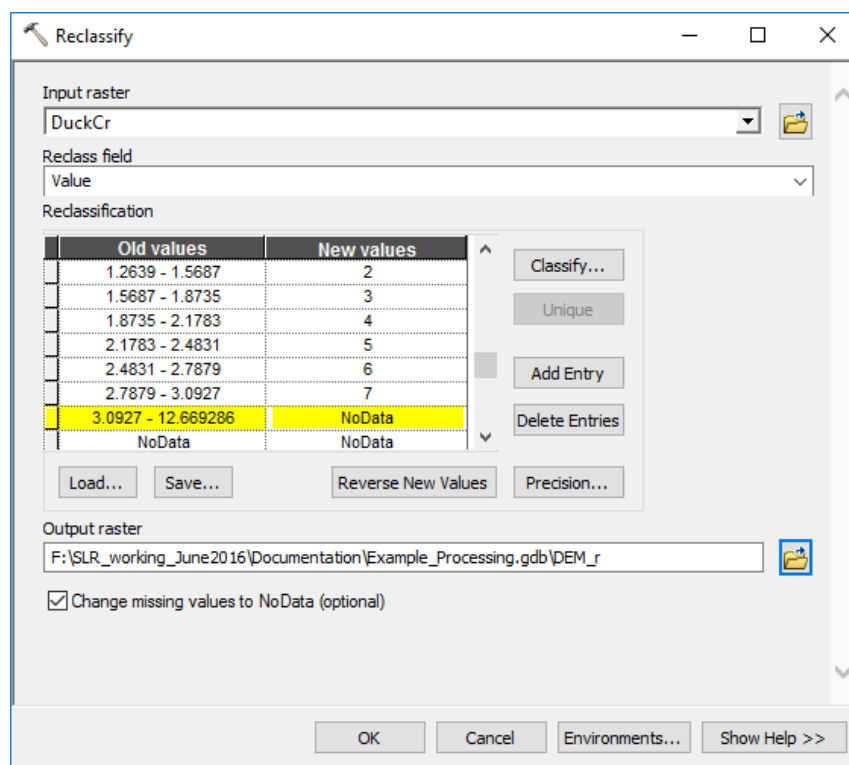 Reclassify
Input raster
DuckCr
Reclass field
Value
Reclassification
Old values New values
1.2639 - 1.5687 2
1.5687 - 1.8735 3
1.8735 - 2.1783 4
2.1783 - 2.4831 5
2.4831 - 2.7879 6
2.7879 - 3.0927 7
3.0927 - 12.669286 NoData
NoData NoData
Classify...
Unique
Add Entry
Delete Entries
Load... Save... Reverse New Values Precision...
Output raster
F:\SLR_working_June2016\Documentation\Example_Processing.gdb\DEM_r
Change missing values to NoData (optional)
OK Cancel Environments... Show Help >>